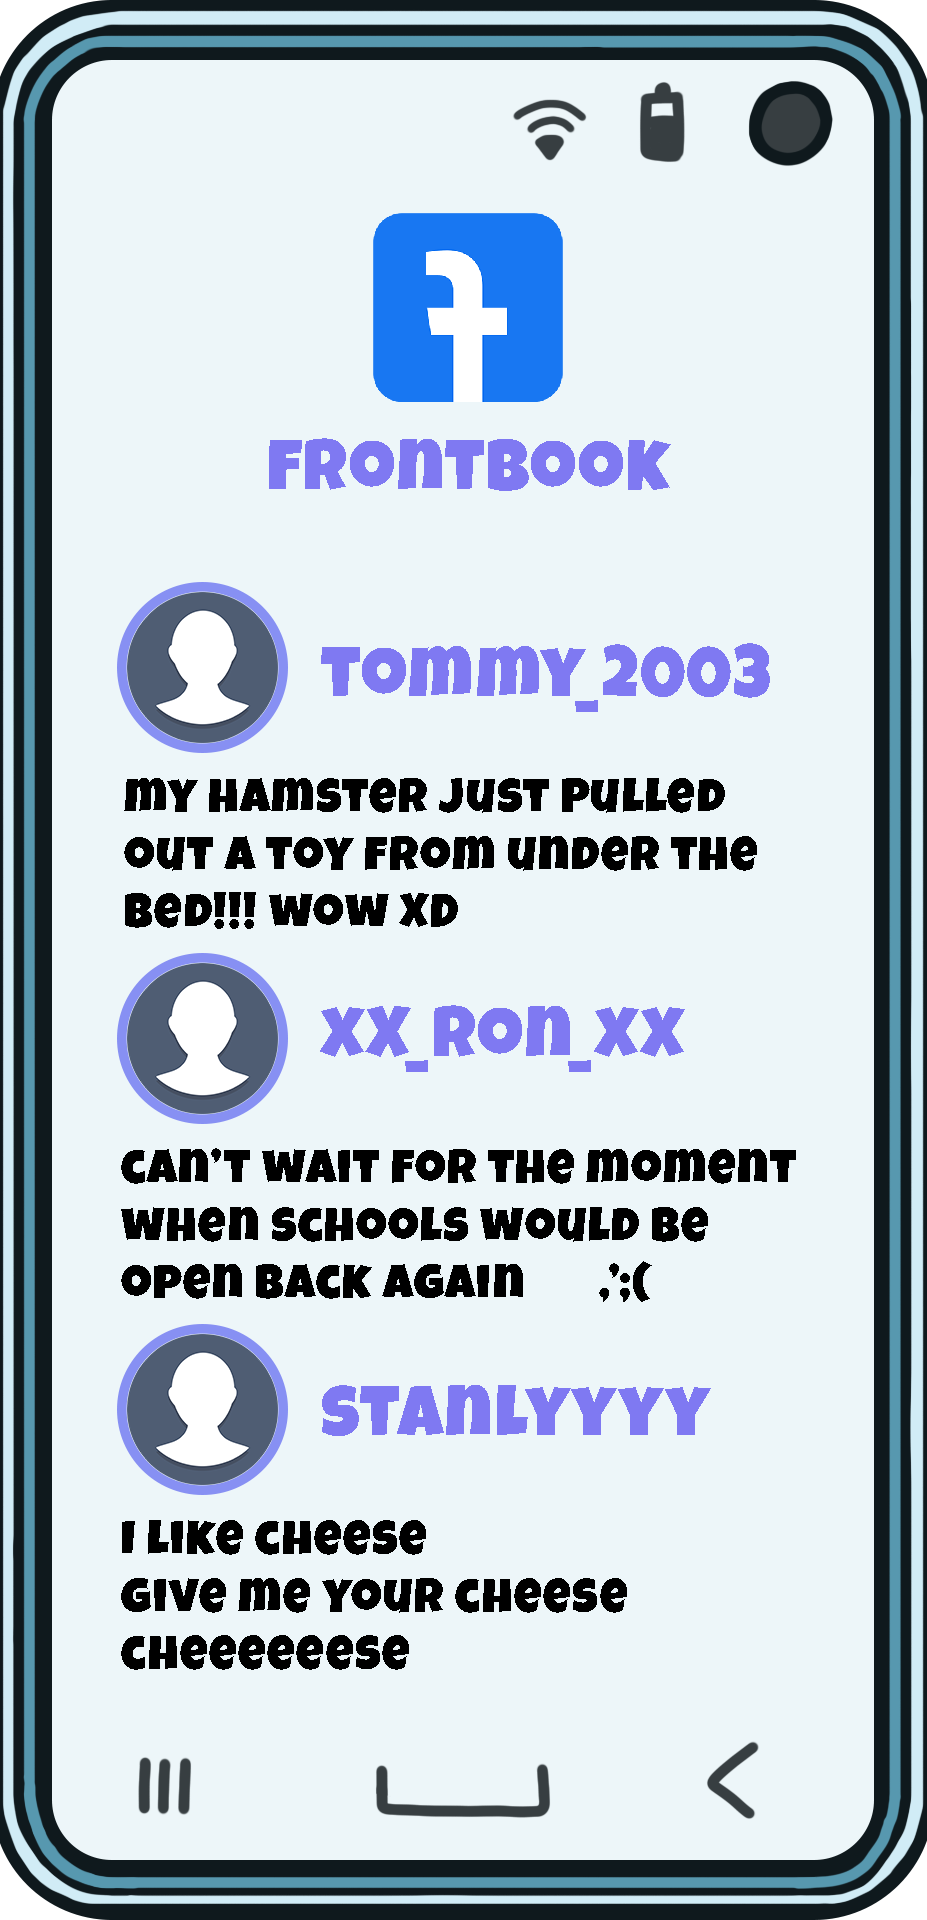 FRONTBOOK
TOMMY_2003
MY HAMSTER JUST PULLED
OUT A TOY FROM UNDER THE
BED!!! WOW XD
XX_RON_XX
CAN'T WAIT FOR THE MOMENT
WHEN SCHOOLS WOULD BE
OPEN BACK AGAIN ,';(
STANLYYYY
I LIKE CHEESE
GIVE ME YOUR CHEESE
CHEEEEEESE